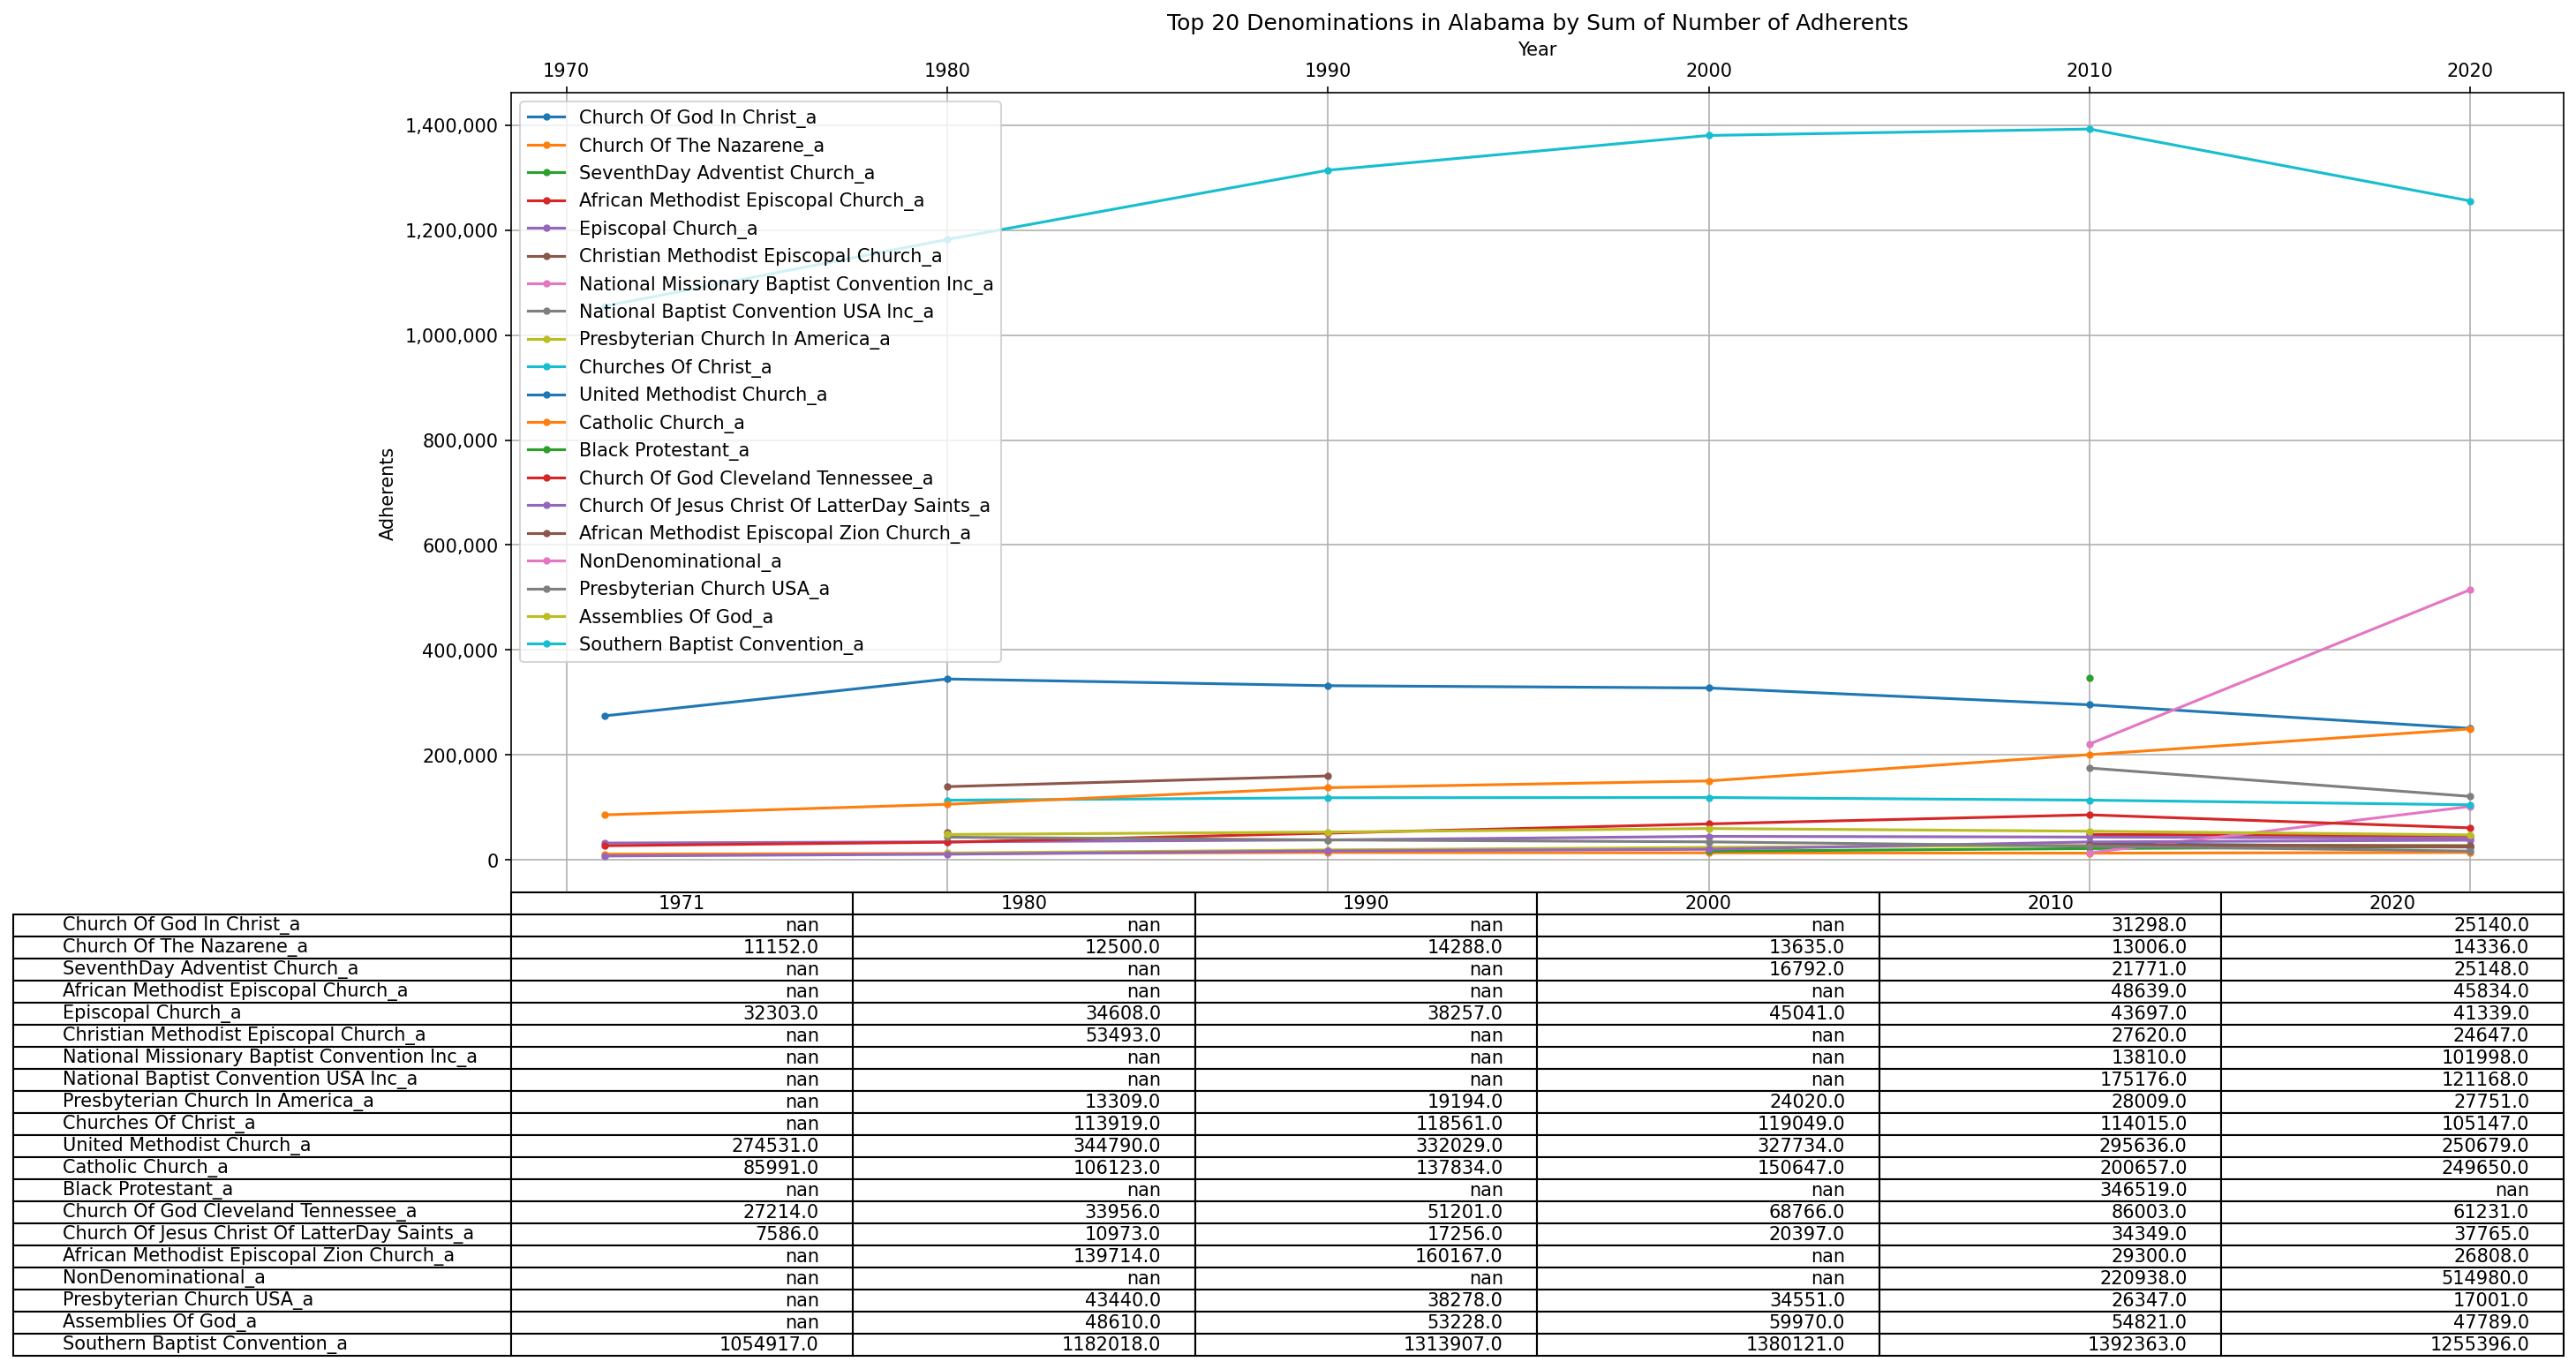 Top 20 Denominations in Alabama by Sum of Number of Adherents
Year
1970 1980 1990 2000 2010 2020
Adherents
1,400,000
1,200,000
1,000,000
800,000
600,000
400,000
200,000
0
Church Of God In Christ_a
Church Of The Nazarene_a
SeventhDay Adventist Church_a
African Methodist Episcopal Church_a
Episcopal Church_a
Christian Methodist Episcopal Church_a
National Missionary Baptist Convention Inc_a
National Baptist Convention USA Inc_a
Presbyterian Church In America_a
Churches Of Christ_a
United Methodist Church_a
Catholic Church_a
Black Protestant_a
Church Of God Cleveland Tennessee_a
Church Of Jesus Christ Of LatterDay Saints_a
African Methodist Episcopal Zion Church_a
NonDenominational_a
Presbyterian Church USA_a
Assemblies Of God_a
Southern Baptist Convention_a
1971 1980 1990 2000 2010 2020
Church Of God In Christ_a nan nan nan nan 31298.0 25140.0
Church Of The Nazarene_a 11152.0 12500.0 14288.0 13635.0 13006.0 14336.0
SeventhDay Adventist Church_a nan nan nan 16792.0 21771.0 25148.0
African Methodist Episcopal Church_a nan nan nan nan 48639.0 45834.0
Episcopal Church_a 32303.0 34608.0 38257.0 45041.0 43697.0 41339.0
Christian Methodist Episcopal Church_a nan 53493.0 nan nan 27620.0 24647.0
National Missionary Baptist Convention Inc_a nan nan nan nan 13810.0 101998.0
National Baptist Convention USA Inc_a nan nan nan nan 175176.0 121168.0
Presbyterian Church In America_a nan 13309.0 19194.0 24020.0 28009.0 27751.0
Churches Of Christ_a nan 113919.0 118561.0 119049.0 114015.0 105147.0
United Methodist Church_a 274531.0 344790.0 332029.0 327734.0 295636.0 250679.0
Catholic Church_a 85991.0 106123.0 137834.0 150647.0 200657.0 249650.0
Black Protestant_a nan nan nan nan 346519.0 nan
Church Of God Cleveland Tennessee_a 27214.0 33956.0 51201.0 68766.0 86003.0 61231.0
Church Of Jesus Christ Of LatterDay Saints_a 7586.0 10973.0 17256.0 20397.0 34349.0 37765.0
African Methodist Episcopal Zion Church_a nan 139714.0 160167.0 nan 29300.0 26808.0
NonDenominational_a nan nan nan nan 220938.0 514980.0
Presbyterian Church USA_a nan 43440.0 38278.0 34551.0 26347.0 17001.0
Assemblies Of God_a nan 48610.0 53228.0 59970.0 54821.0 47789.0
Southern Baptist Convention_a 1054917.0 1182018.0 1313907.0 1380121.0 1392363.0 1255396.0